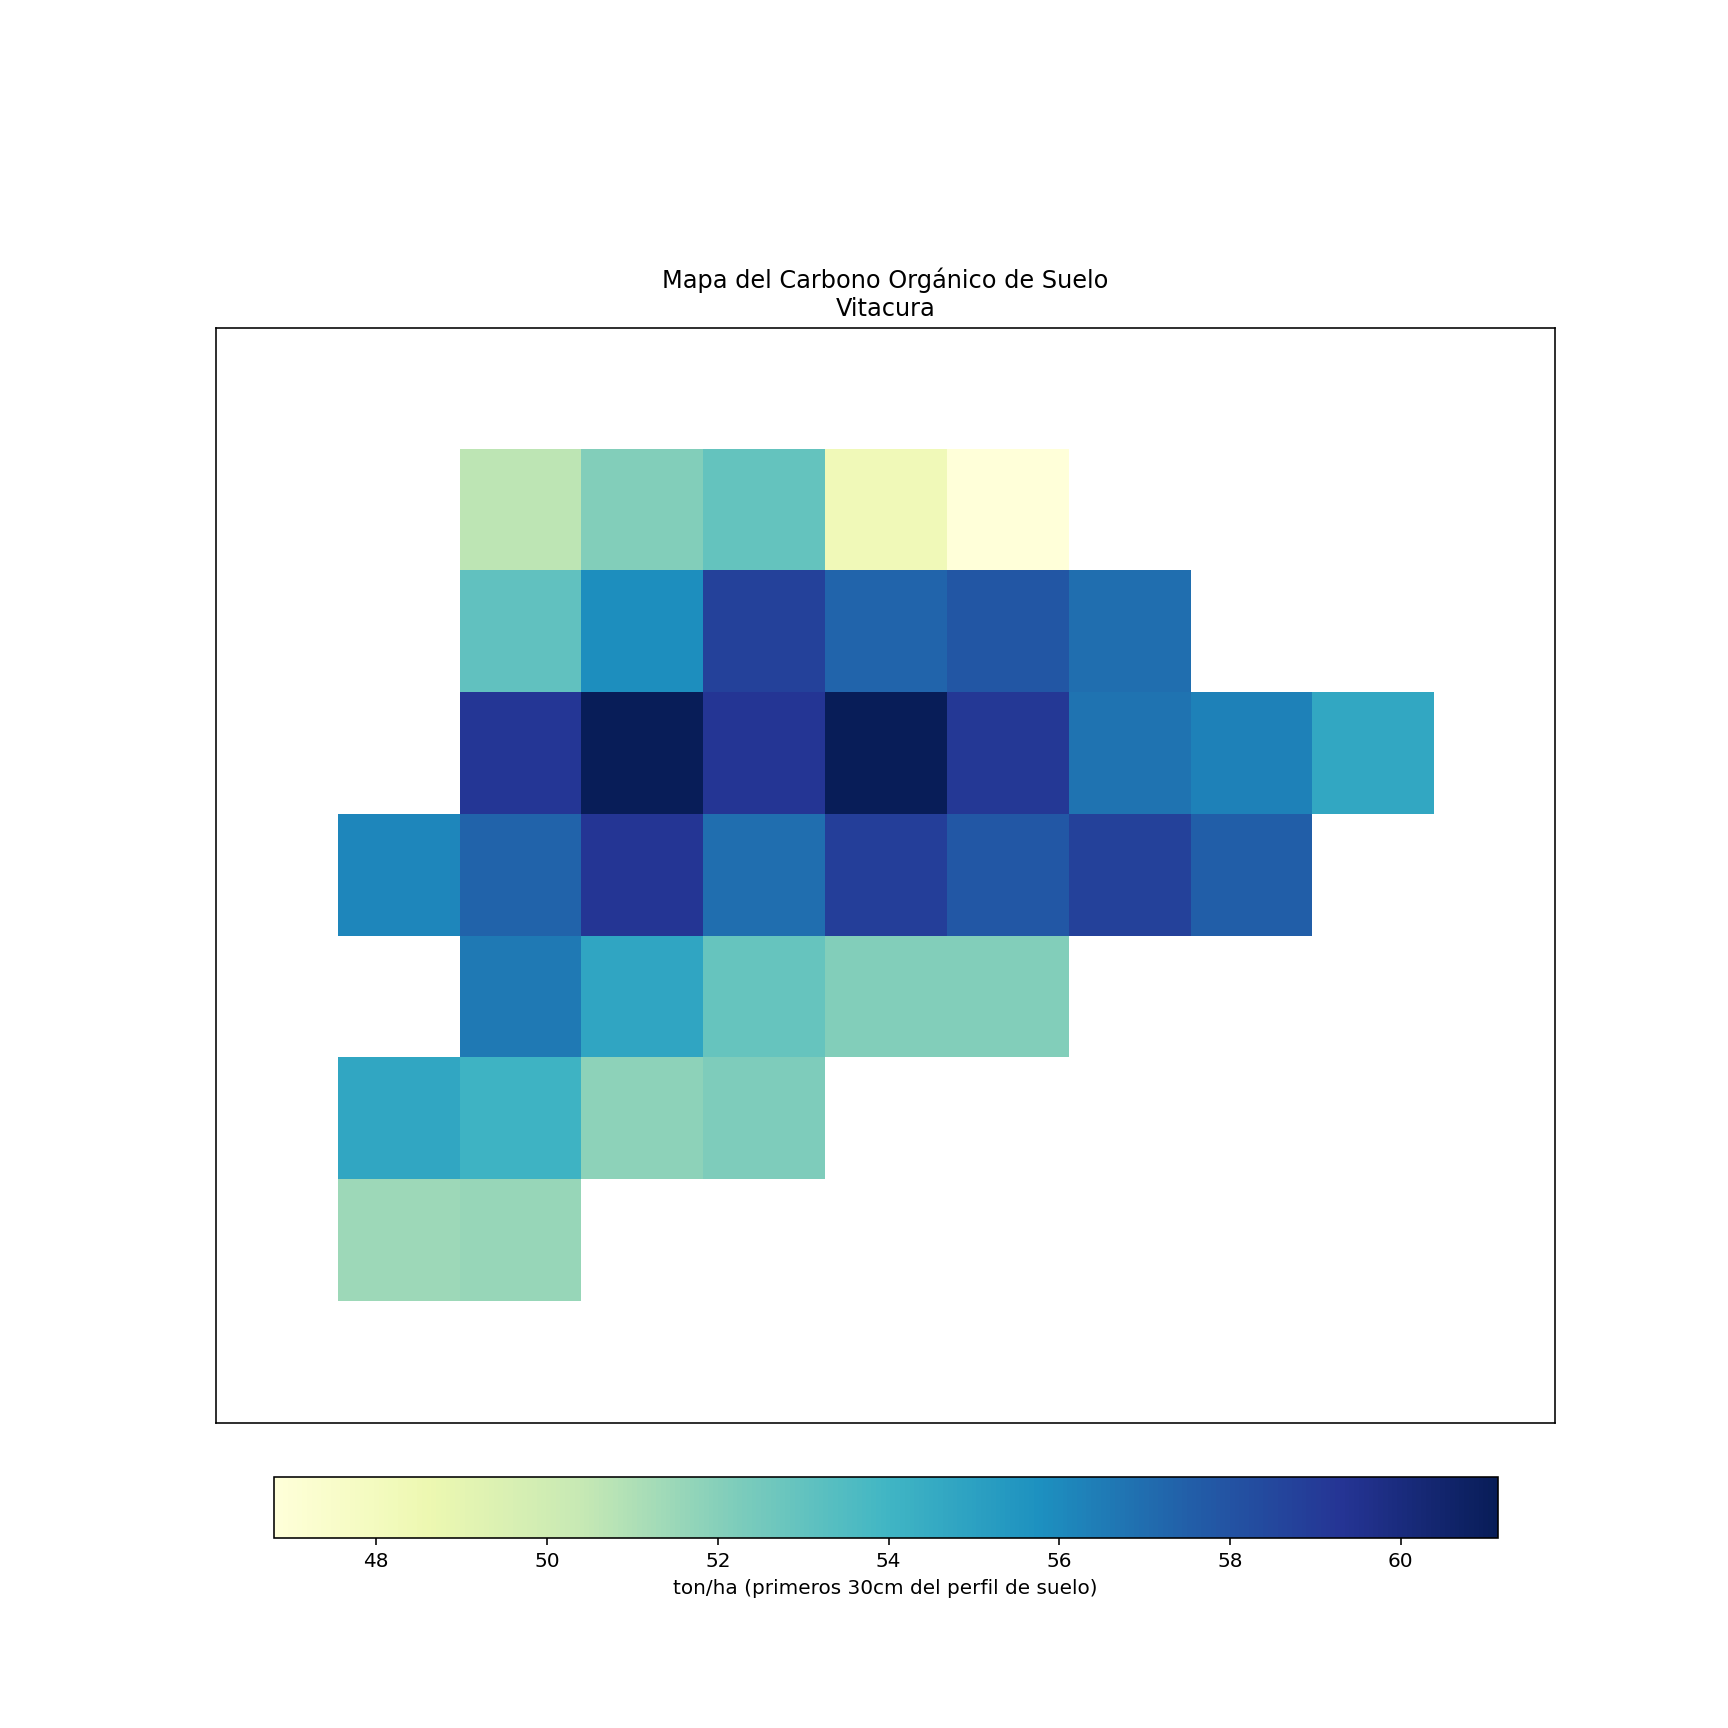 Mapa del Carbono Orgánico de Suelo
Vitacura
48 50 52 54 56 58 60
ton/ha (primeros 30cm del perfil de suelo)